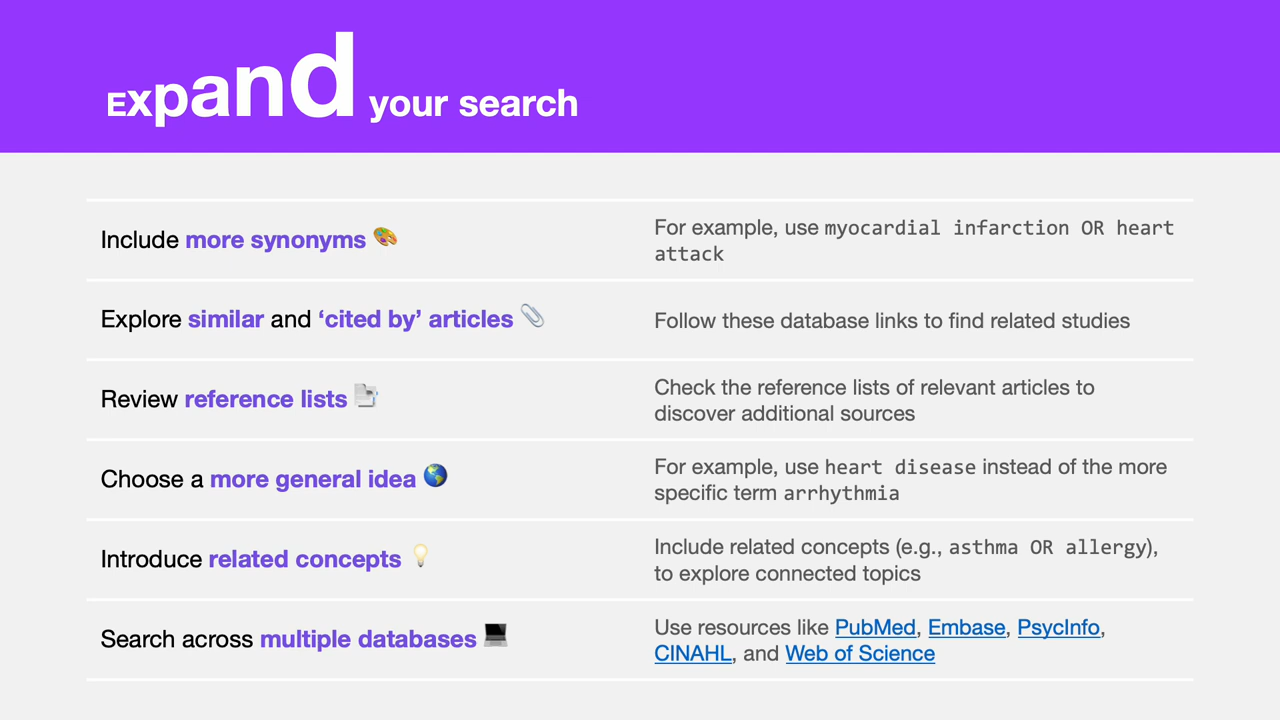 Expand your search
Include more synonyms 🎨
For example, use myocardial infarction OR heart
attack
Explore similar and ‘cited by’ articles 📎
Follow these database links to find related studies
Review reference lists 📑
Check the reference lists of relevant articles to
discover additional sources
Choose a more general idea 🌎
For example, use heart disease instead of the more
specific term arrhythmia
Introduce related concepts 💡
Include related concepts (e.g., asthma OR allergy),
to explore connected topics
Search across multiple databases 💻
Use resources like PubMed, Embase, PsycInfo,
CINAHL, and Web of Science